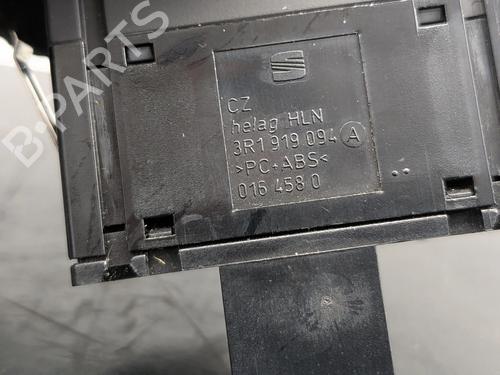 B-PARTS
CZ
helag HLN
3R1 919 094 A
>PC+ABS<
016 458 0